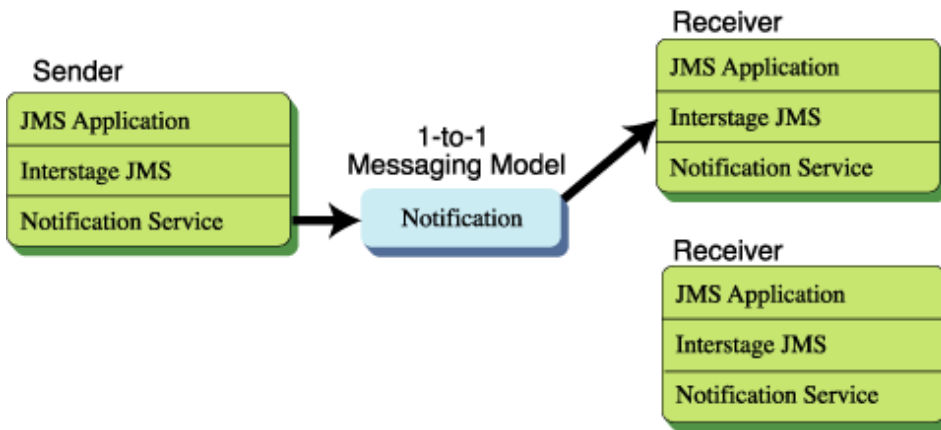 Sender
JMS Application
Interstage JMS
Notification Service
1-to-1
Messaging Model
Notification
Receiver
JMS Application
Interstage JMS
Notification Service
Receiver
JMS Application
Interstage JMS
Notification Service